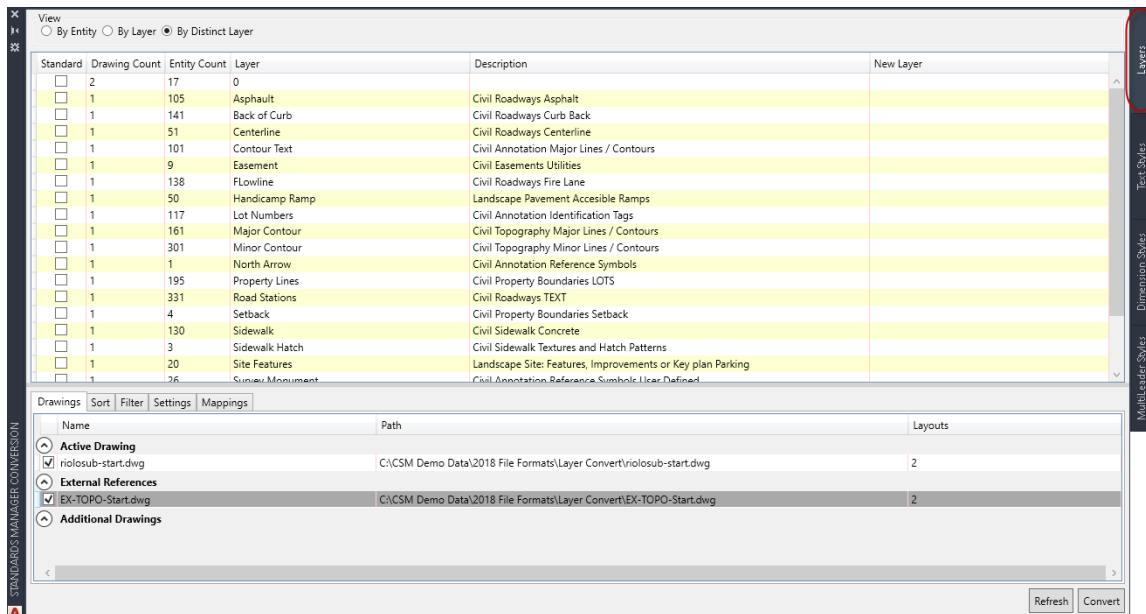 View
By Entity By Layer By Distinct Layer
Standard Drawing Count Entity Count Layer Description New Layer
2 17 0
1 105 Asphault Civil Roadways Asphalt
1 141 Back of Curb Civil Roadways Curb Back
1 51 Centerline Civil Roadways Centerline
1 101 Contour Text Civil Annotation Major Lines / Contours
1 9 Easement Civil Easements Utilities
1 138 FLowline Civil Roadways Fire Lane
1 50 Handicamp Ramp Landscape Pavement Accesible Ramps
1 117 Lot Numbers Civil Annotation Identification Tags
1 161 Major Contour Civil Topography Major Lines / Contours
1 301 Minor Contour Civil Topography Minor Lines / Contours
1 1 North Arrow Civil Annotation Reference Symbols
1 195 Property Lines Civil Property Boundaries LOTS
1 331 Road Stations Civil Roadways TEXT
1 4 Setback Civil Property Boundaries Setback
1 130 Sidewalk Civil Sidewalk Concrete
1 3 Sidewalk Hatch Civil Sidewalk Textures and Hatch Patterns
1 20 Site Features Landscape Site: Features, Improvements or Key plan Parking
1 26 Survey Monument Civil Annotation Reference Symbols User Defined
Drawings Sort Filter Settings Mappings
Name Path Layouts
Active Drawing
riolosub-start.dwg C:\CSM Demo Data\2018 File Formats\Layer Convert\riolosub-start.dwg 2
External References
EX-TOPO-Start.dwg C:\CSM Demo Data\2018 File Formats\Layer Convert\EX-TOPO-Start.dwg 2
Additional Drawings
Refresh Convert
STANDARDS MANAGER CONVERSION
Layers
Text Styles
Dimension Styles
MultiLeader Styles